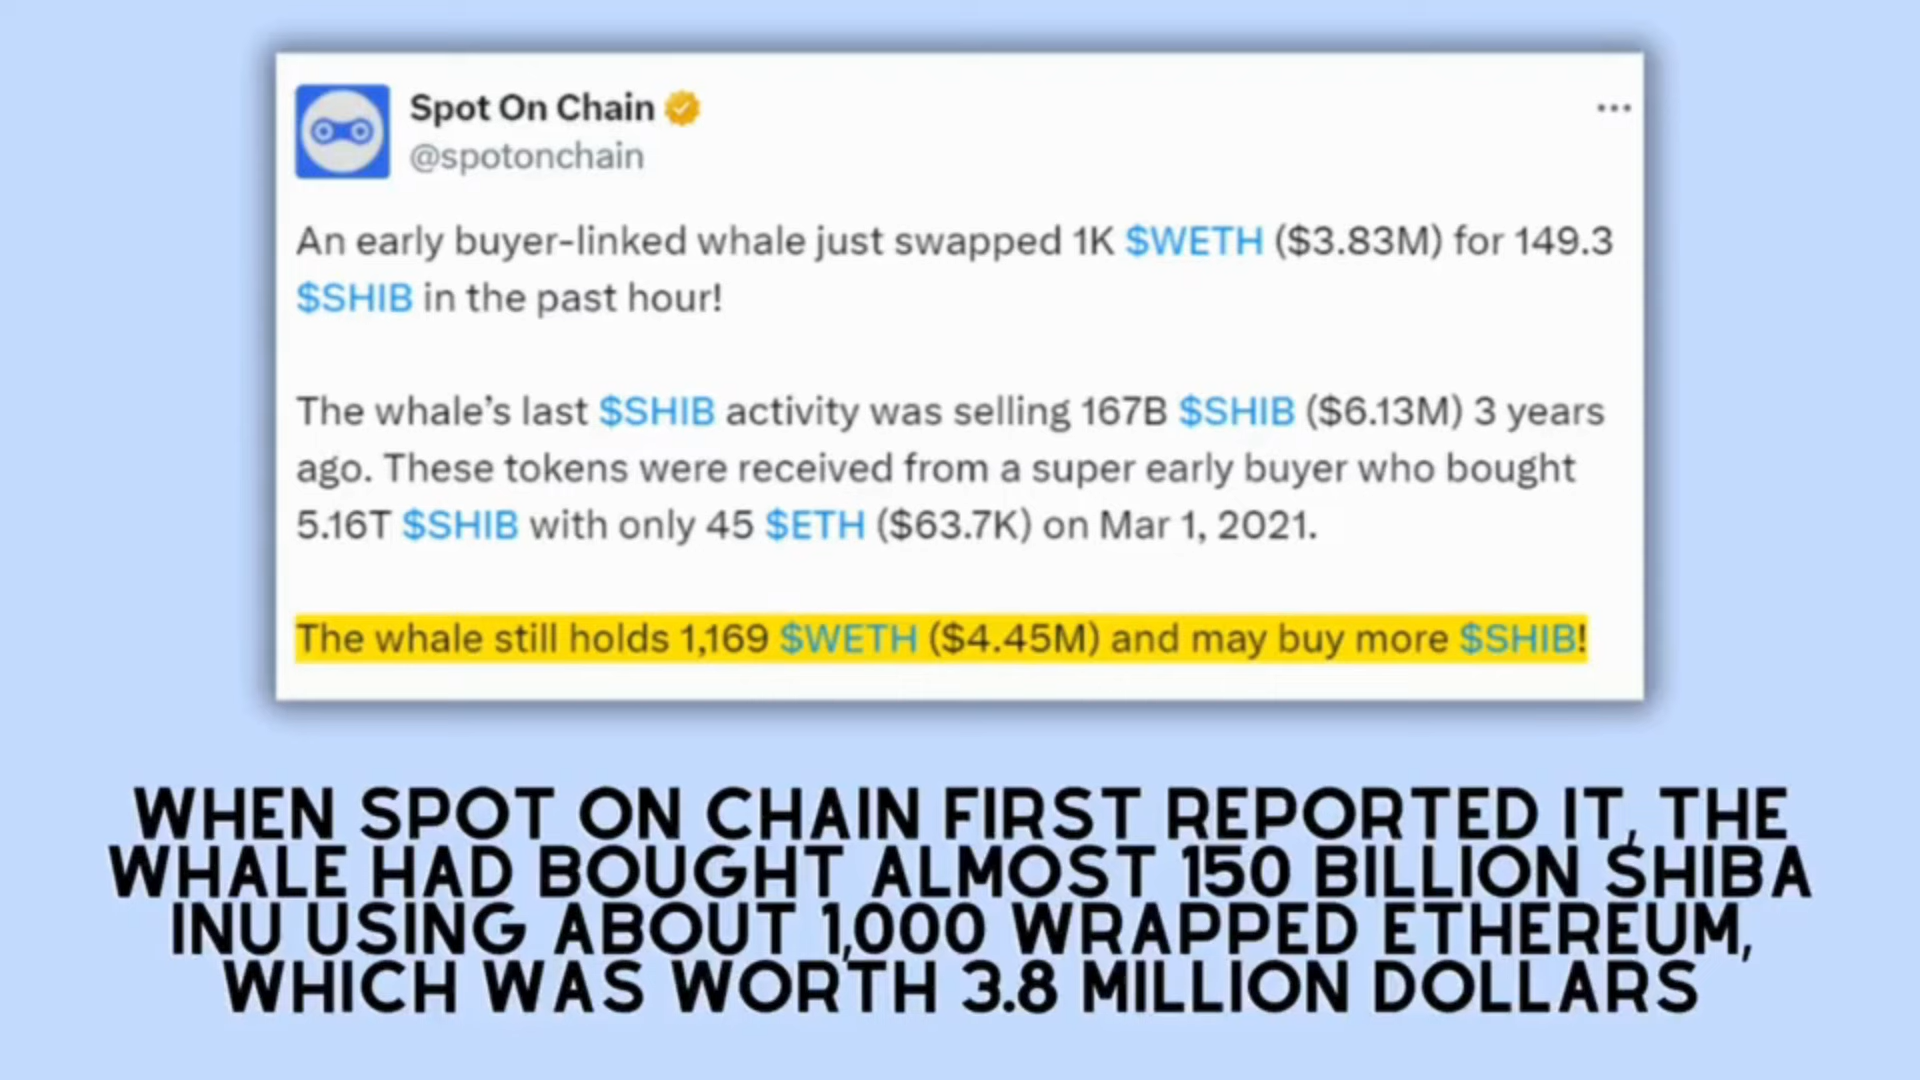 Spot On Chain
@spotonchain
An early buyer-linked whale just swapped 1K $WETH ($3.83M) for 149.3
$SHIB in the past hour!
The whale's last $SHIB activity was selling 167B $SHIB ($6.13M) 3 years
ago. These tokens were received from a super early buyer who bought
5.16T $SHIB with only 45 $ETH ($63.7K) on Mar 1, 2021.
The whale still holds 1,169 $WETH ($4.45M) and may buy more $SHIB!
WHEN SPOT ON CHAIN FIRST REPORTED IT, THE
WHALE HAD BOUGHT ALMOST 150 BILLION SHIBA
INU USING ABOUT 1,000 WRAPPED ETHEREUM,
WHICH WAS WORTH 3.8 MILLION DOLLARS